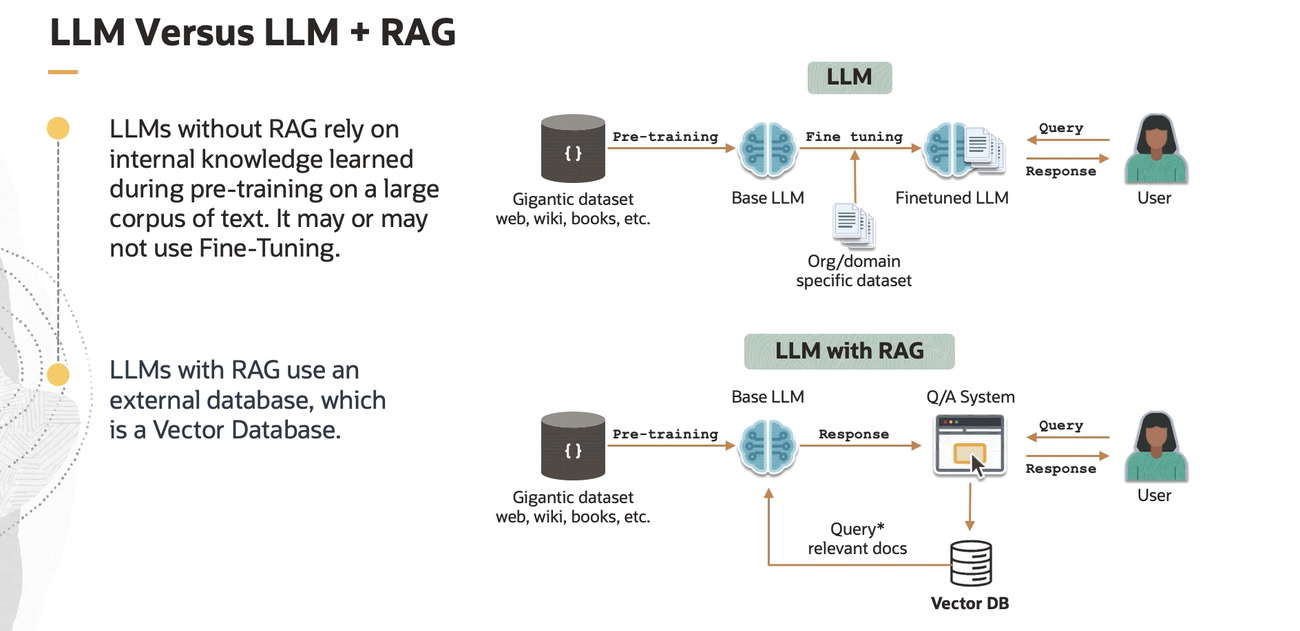 LLM Versus LLM + RAG
LLMs without RAG rely on
internal knowledge learned
during pre-training on a large
corpus of text. It may or may
not use Fine-Tuning.
LLMs with RAG use an
external database, which
is a Vector Database.
LLM
{ }
Pre-training
Fine tuning
Query
Response
Gigantic dataset
web, wiki, books, etc.
Base LLM
Finetuned LLM
User
Org/domain
specific dataset
LLM with RAG
Base LLM
Q/A System
{ }
Pre-training
Response
Query
Response
Gigantic dataset
web, wiki, books, etc.
User
Query*
relevant docs
Vector DB